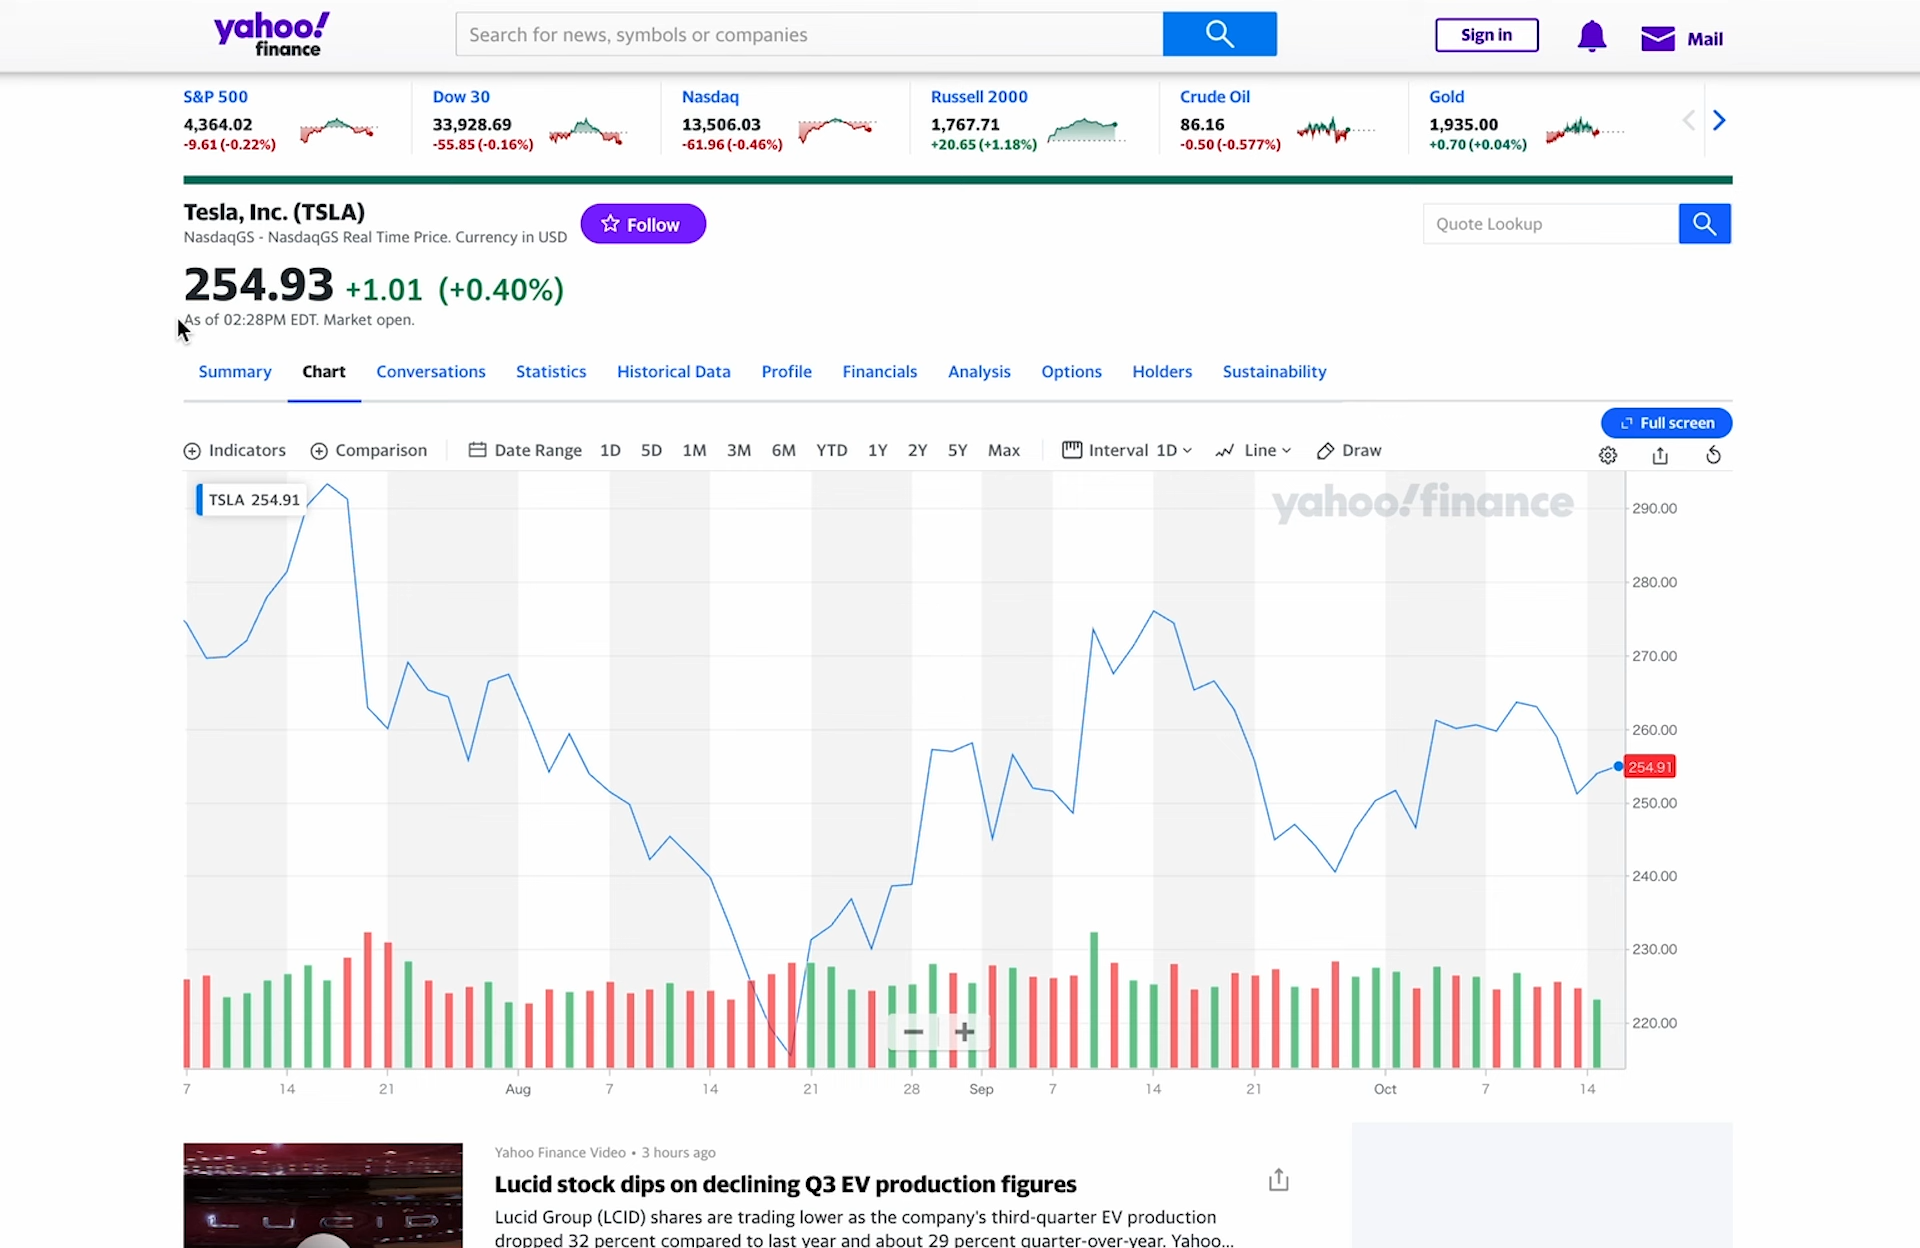 yahoo!
finance
Search for news, symbols or companies
Sign in
Mail
S&P 500
4,364.02
-9.61 (-0.22%)
Dow 30
33,928.69
-55.85 (-0.16%)
Nasdaq
13,506.03
-61.96 (-0.46%)
Russell 2000
1,767.71
+20.65 (+1.18%)
Crude Oil
86.16
-0.50 (-0.577%)
Gold
1,935.00
+0.70 (+0.04%)
Tesla, Inc. (TSLA)
NasdaqGS - NasdaqGS Real Time Price. Currency in USD
Follow
Quote Lookup
254.93 +1.01 (+0.40%)
As of 02:28PM EDT. Market open.
Summary Chart Conversations Statistics Historical Data Profile Financials Analysis Options Holders Sustainability
Full screen
Indicators Comparison Date Range 1D 5D 1M 3M 6M YTD 1Y 2Y 5Y Max Interval 1D Line Draw
TSLA 254.91
yahoo!finance
290.00
280.00
270.00
260.00
254.91
250.00
240.00
230.00
220.00
7 14 21 Aug 7 14 21 28 Sep 7 14 21 Oct 7 14
Yahoo Finance Video • 3 hours ago
Lucid stock dips on declining Q3 EV production figures
Lucid Group (LCID) shares are trading lower as the company's third-quarter EV production
dropped 32 percent compared to last year and about 29 percent quarter-over-year. Yahoo...
LUCID